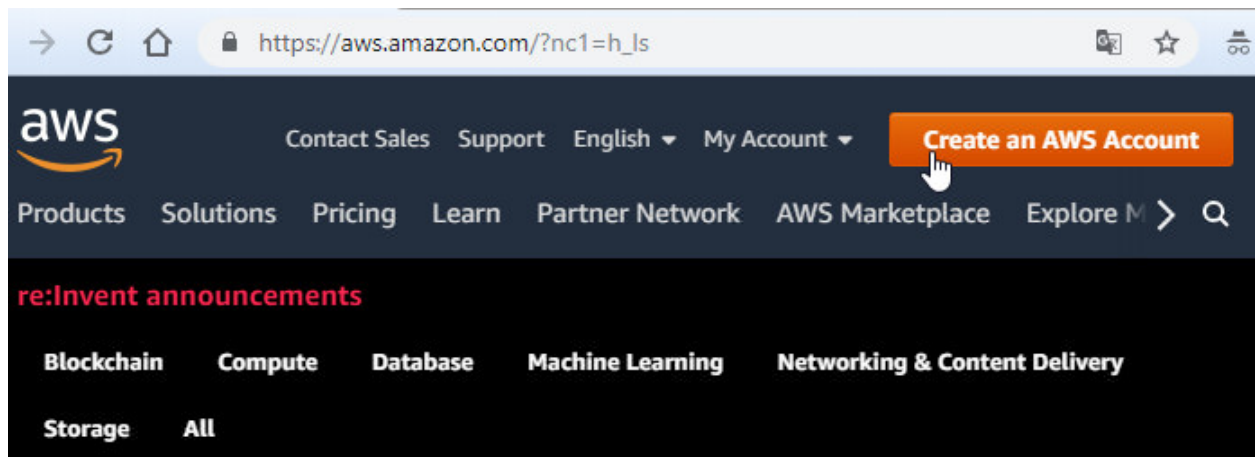 https://aws.amazon.com/?nc1=h_ls
aws
Contact Sales Support English My Account Create an AWS Account
Products Solutions Pricing Learn Partner Network AWS Marketplace Explore M
re:Invent announcements
Blockchain Compute Database Machine Learning Networking & Content Delivery
Storage All